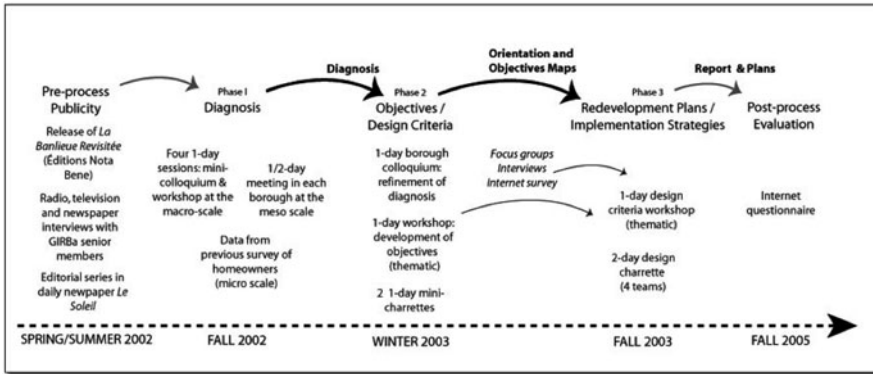 Pre-process
Publicity
Release of La
Banlieue Revisitée
(Éditions Nota
Bene)
Radio, television
and newspaper
interviews with
GIRBa senior
members
Editorial series in
daily newpaper Le
Soleil
Phase I
Diagnosis
Four 1-day
sessions: mini-
colloquium &
workshop at the
macro-scale
1/2-day
meeting in each
borough at the
meso scale
Data from
previous survey of
homeowners
(micro scale)
Diagnosis
Phase 2
Objectives /
Design Criteria
1-day borough
colloquium:
refinement of
diagnosis
1-day workshop:
development of
objectives
(thematic)
2 1-day mini-
charrettes
Orientation and
Objectives Maps
Focus groups
Interviews
Internet survey
Phase 3
Redevelopment Plans /
Implementation Strategies
1-day design
criteria workshop
(thematic)
2-day design
charrette
(4 teams)
Report & Plans
Post-process
Evaluation
Internet
questionnaire
SPRING/SUMMER 2002
FALL 2002
WINTER 2003
FALL 2003
FALL 2005